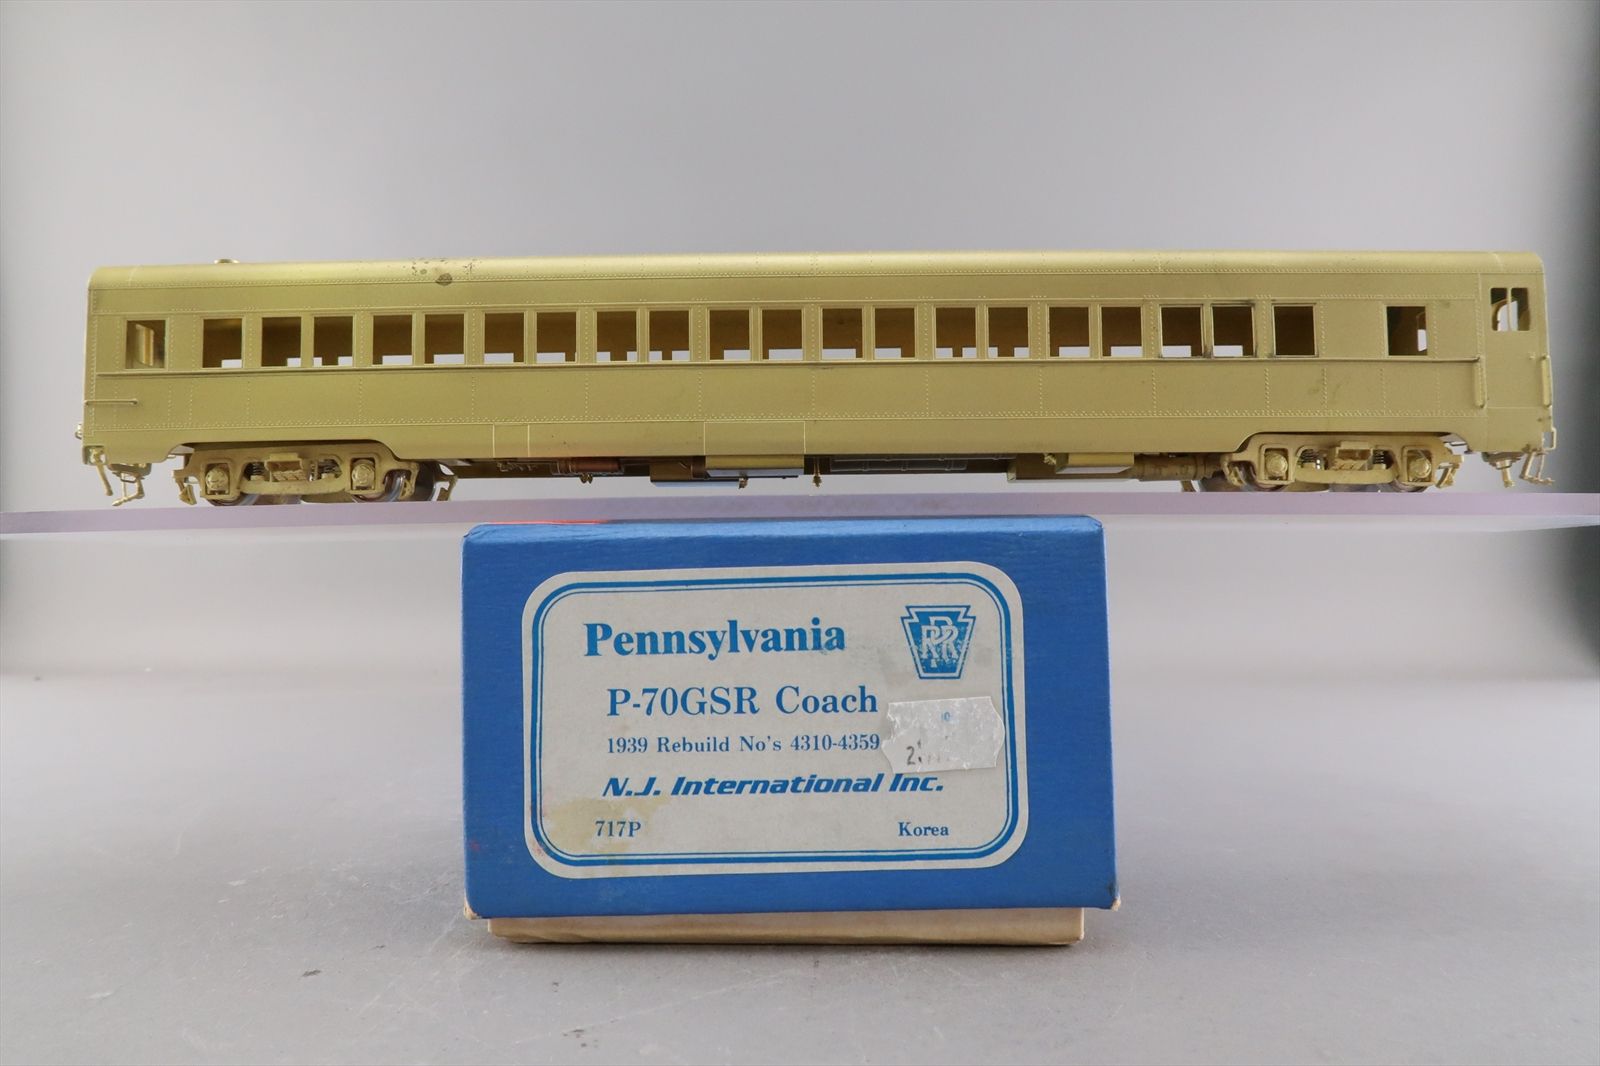 Pennsylvania
PRR
P-70GSR Coach
1939 Rebuild No's 4310-4359
N.J. International Inc.
717P Korea